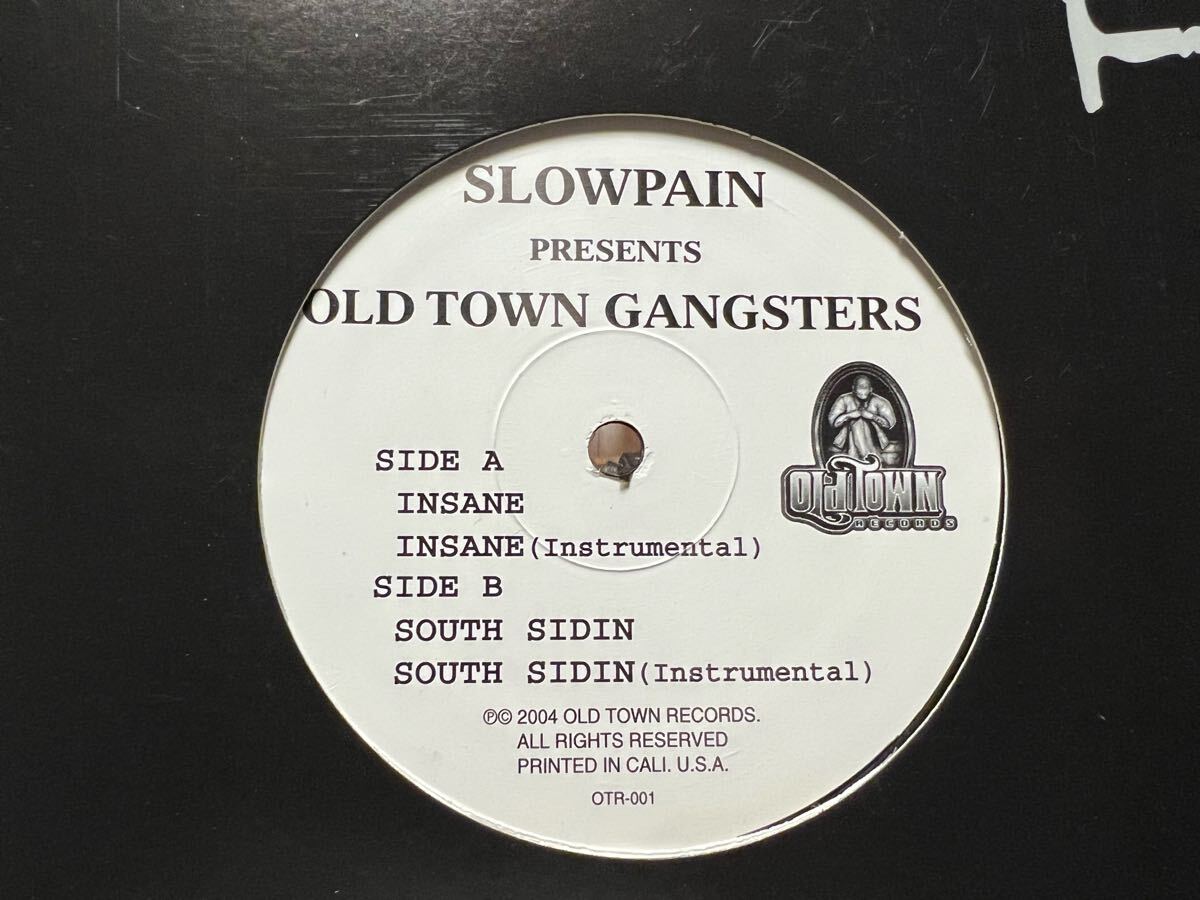 SLOWPAIN
PRESENTS
OLD TOWN GANGSTERS
OLD TOWN
RECORDS
SIDE A
INSANE
INSANE(Instrumental)
SIDE B
SOUTH SIDIN
SOUTH SIDIN(Instrumental)
℗© 2004 OLD TOWN RECORDS.
ALL RIGHTS RESERVED
PRINTED IN CALI. U.S.A.
OTR-001